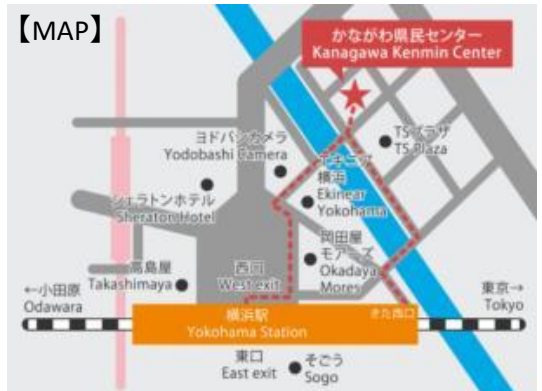 【MAP】
かながわ県民センター
Kanagawa Kenmin Center
ヨドバシカメラ
Yodobashi Camera
TSプラザ
TS Plaza
エキニア
横浜
Ekinear
Yokohama
シェラトンホテル
Sheraton Hotel
岡田屋
モアーズ
Okadaya
Mores
高島屋
Takashimaya
西口
West exit
←小田原
Odawara
東京→
Tokyo
横浜駅
Yokohama Station
きた西口
東口
East exit
そごう
Sogo